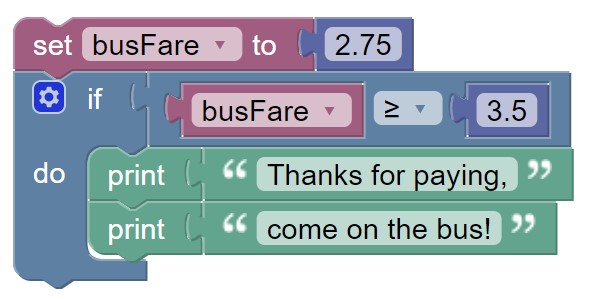 set busFare to 2.75
if busFare ≥ 3.5
do print “ Thanks for paying, ”
print “ come on the bus! ”